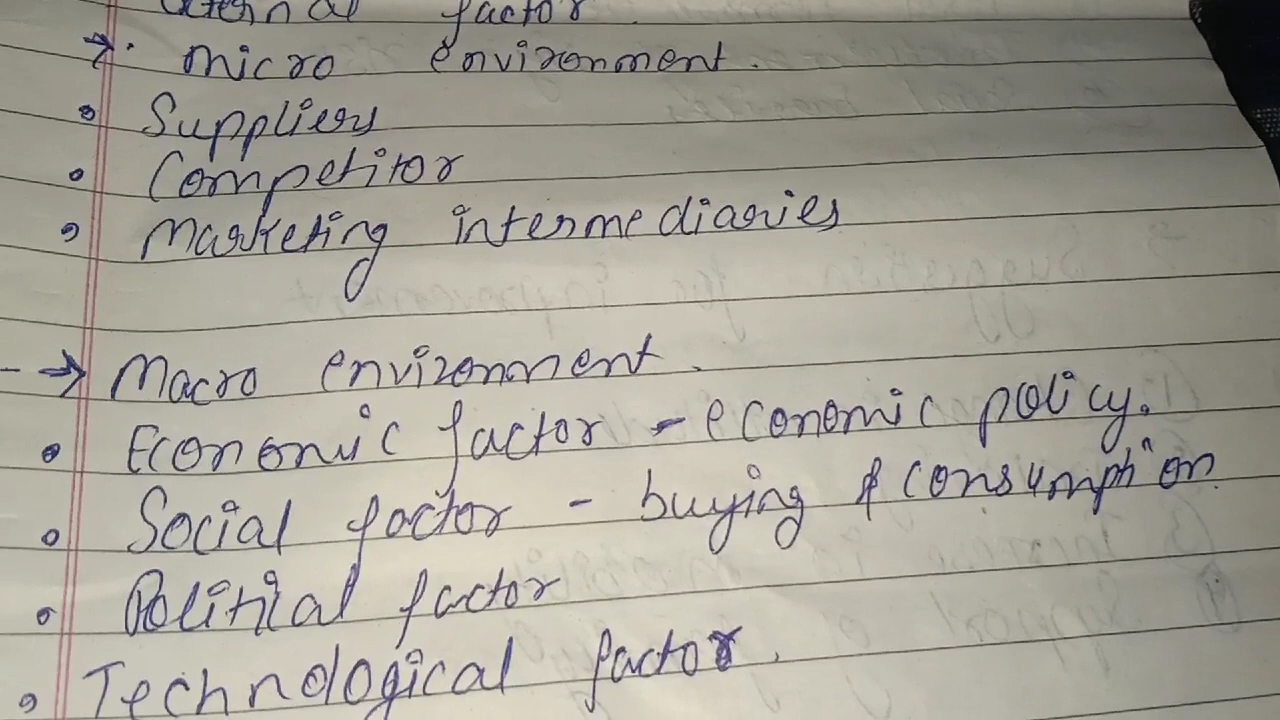 factor
→ micro environment.
• Suppliers
• Competitor
• Marketing intermediaries
→ Macro environment.
• Economic factor - economic policy.
• Social factor - buying & consumption
• Political factor
• Technological factor.